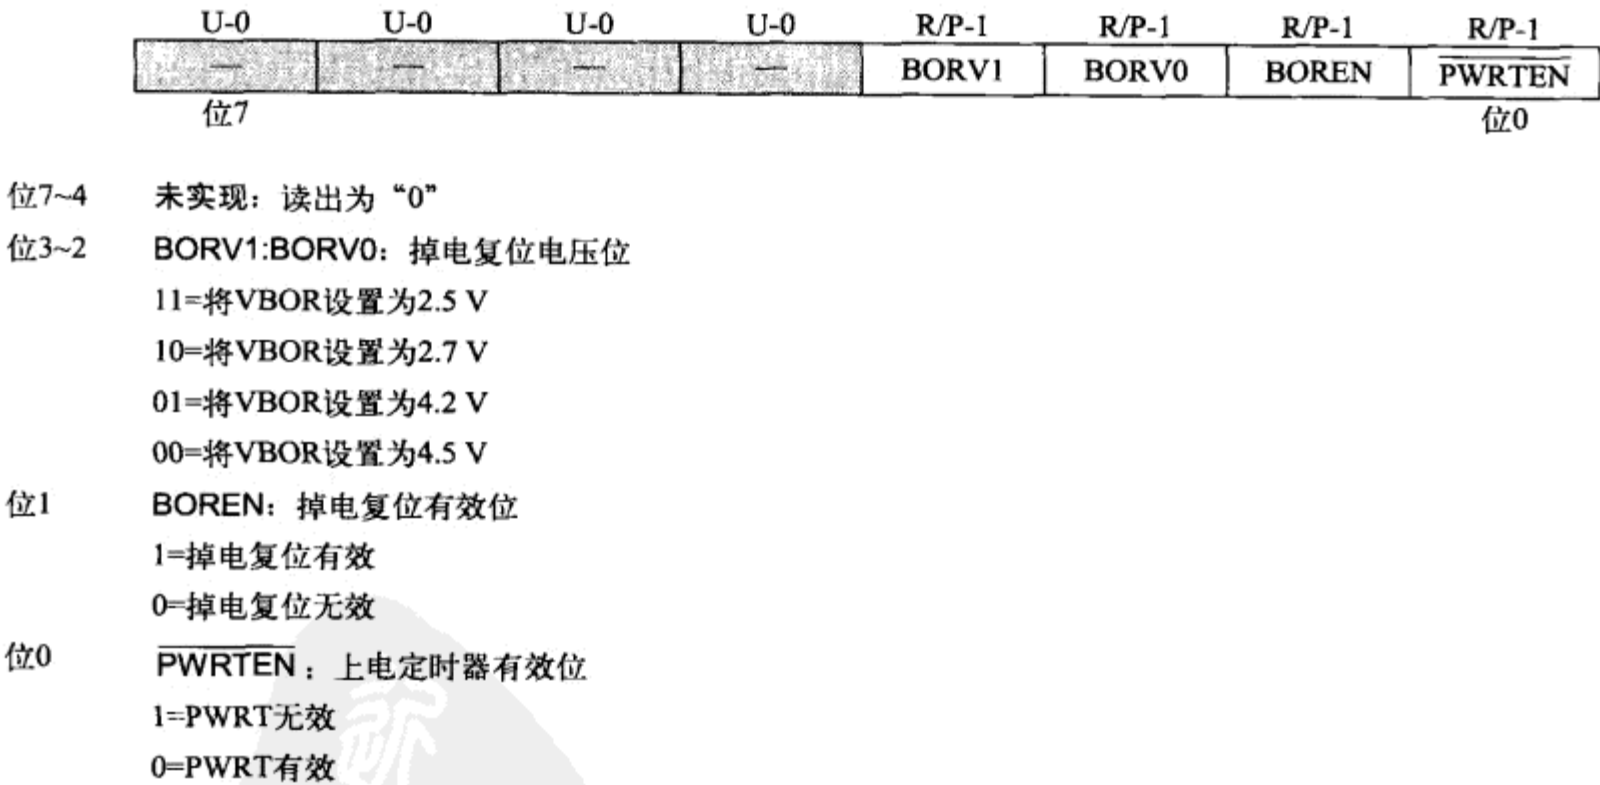 U-0 U-0 U-0 U-0 R/P-1 R/P-1 R/P-1 R/P-1
— — — — BORV1 BORV0 BOREN PWRTEN
位7 位0
位7~4 未实现：读出为“0”
位3~2 BORV1:BORV0：掉电复位电压位
11=将VBOR设置为2.5 V
10=将VBOR设置为2.7 V
01=将VBOR设置为4.2 V
00=将VBOR设置为4.5 V
位1 BOREN：掉电复位有效位
1=掉电复位有效
0=掉电复位无效
位0 PWRTEN：上电定时器有效位
1=PWRT无效
0=PWRT有效